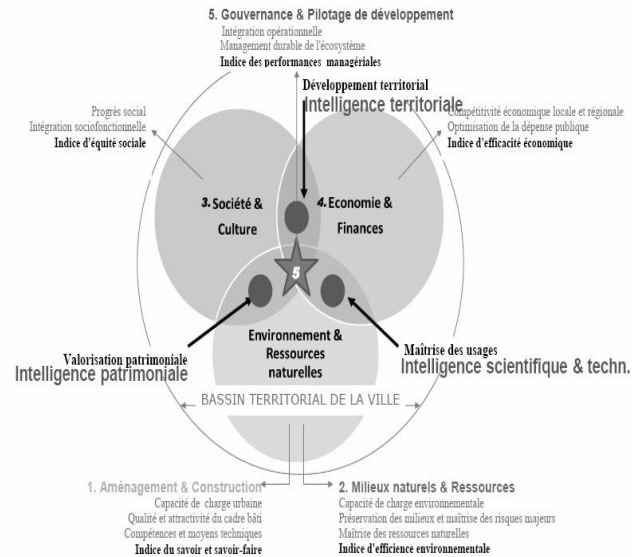 5. Gouvernance & Pilotage de développement
Intégration opérationnelle
Management durable de l'écosystème
Indice des performances managériales
Développement territorial
Intelligence territoriale
Progrès social
Intégration sociofonctionnelle
Indice d'équité sociale
Compétitivité économique locale et régionale
Optimisation de la dépense publique
Indice d'efficacité économique
3. Société &
Culture
4. Economie &
Finances
5
Environnement &
Ressources
naturelles
Valorisation patrimoniale
Intelligence patrimoniale
Maîtrise des usages
Intelligence scientifique & techn.
BASSIN TERRITORIAL DE LA VILLE
1. Aménagement & Construction
Capacité de charge urbaine
Qualité et attractivité du cadre bâti
Compétences et moyens techniques
Indice du savoir et savoir-faire
2. Milieux naturels & Ressources
Capacité de charge environnementale
Préservation des milieux et maîtrise des risques majeurs
Maîtrise des ressources naturelles
Indice d'efficience environnementale